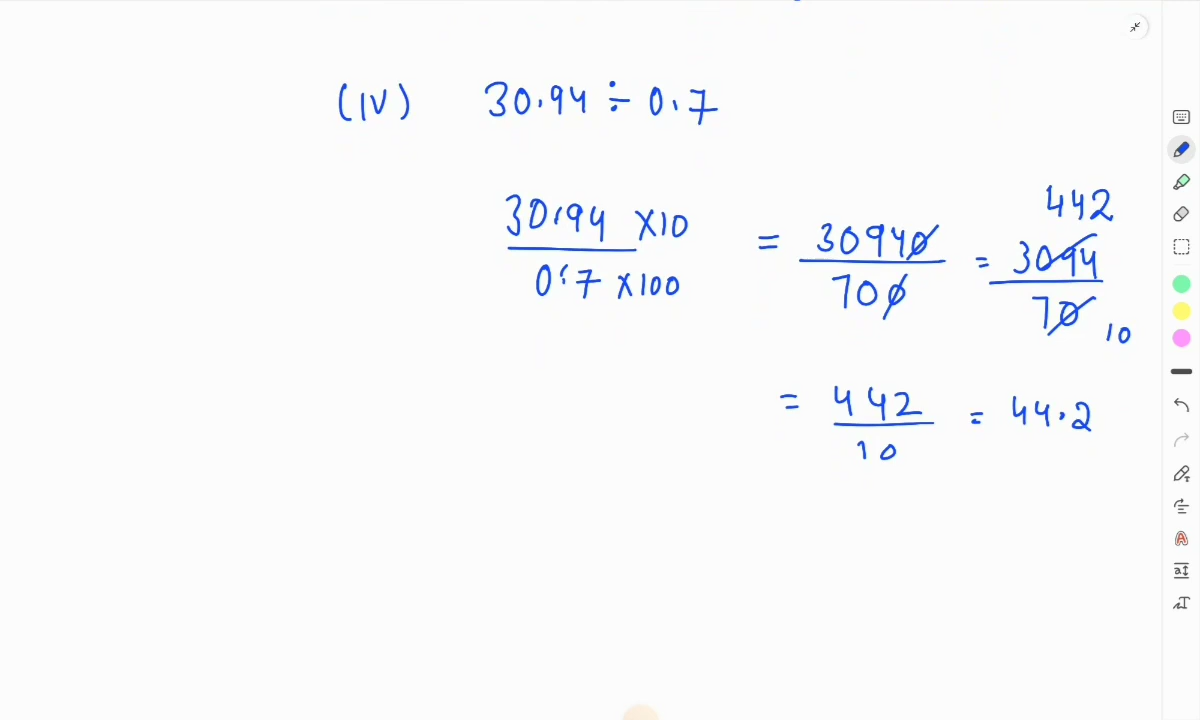 (IV) 30.94 ÷ 0.7
30.94 X10 / 0.7 X100 = 30940 / 700 = 3094 / 70 442 10
= 442 / 10 = 44.2